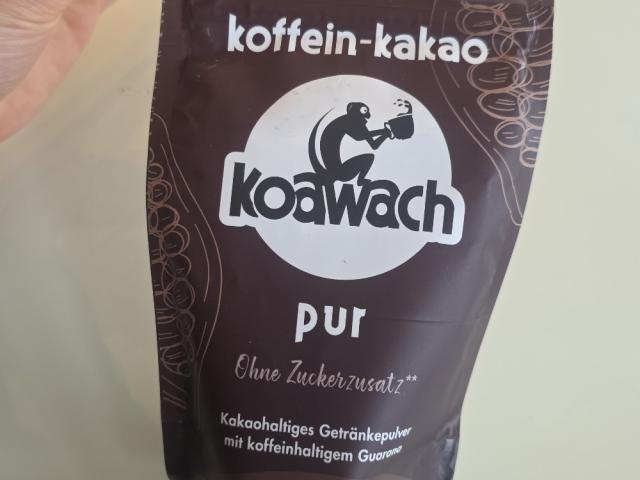 koffein-kakao
koawach
pur
Ohne Zuckerzusatz**
Kakaohaltiges Getränkepulver
mit koffeinhaltigem Guarana